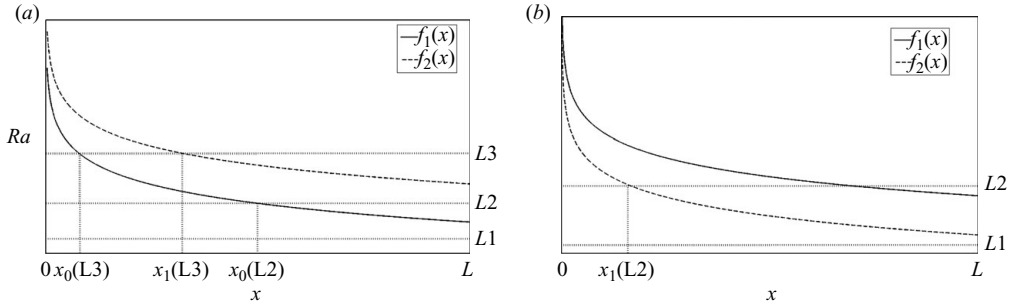 (a)
f1(x)
f2(x)
Ra
L3
L2
L1
0 x0(L3) x1(L3) x0(L2) L
x
(b)
f1(x)
f2(x)
L2
L1
0 x1(L2) L
x